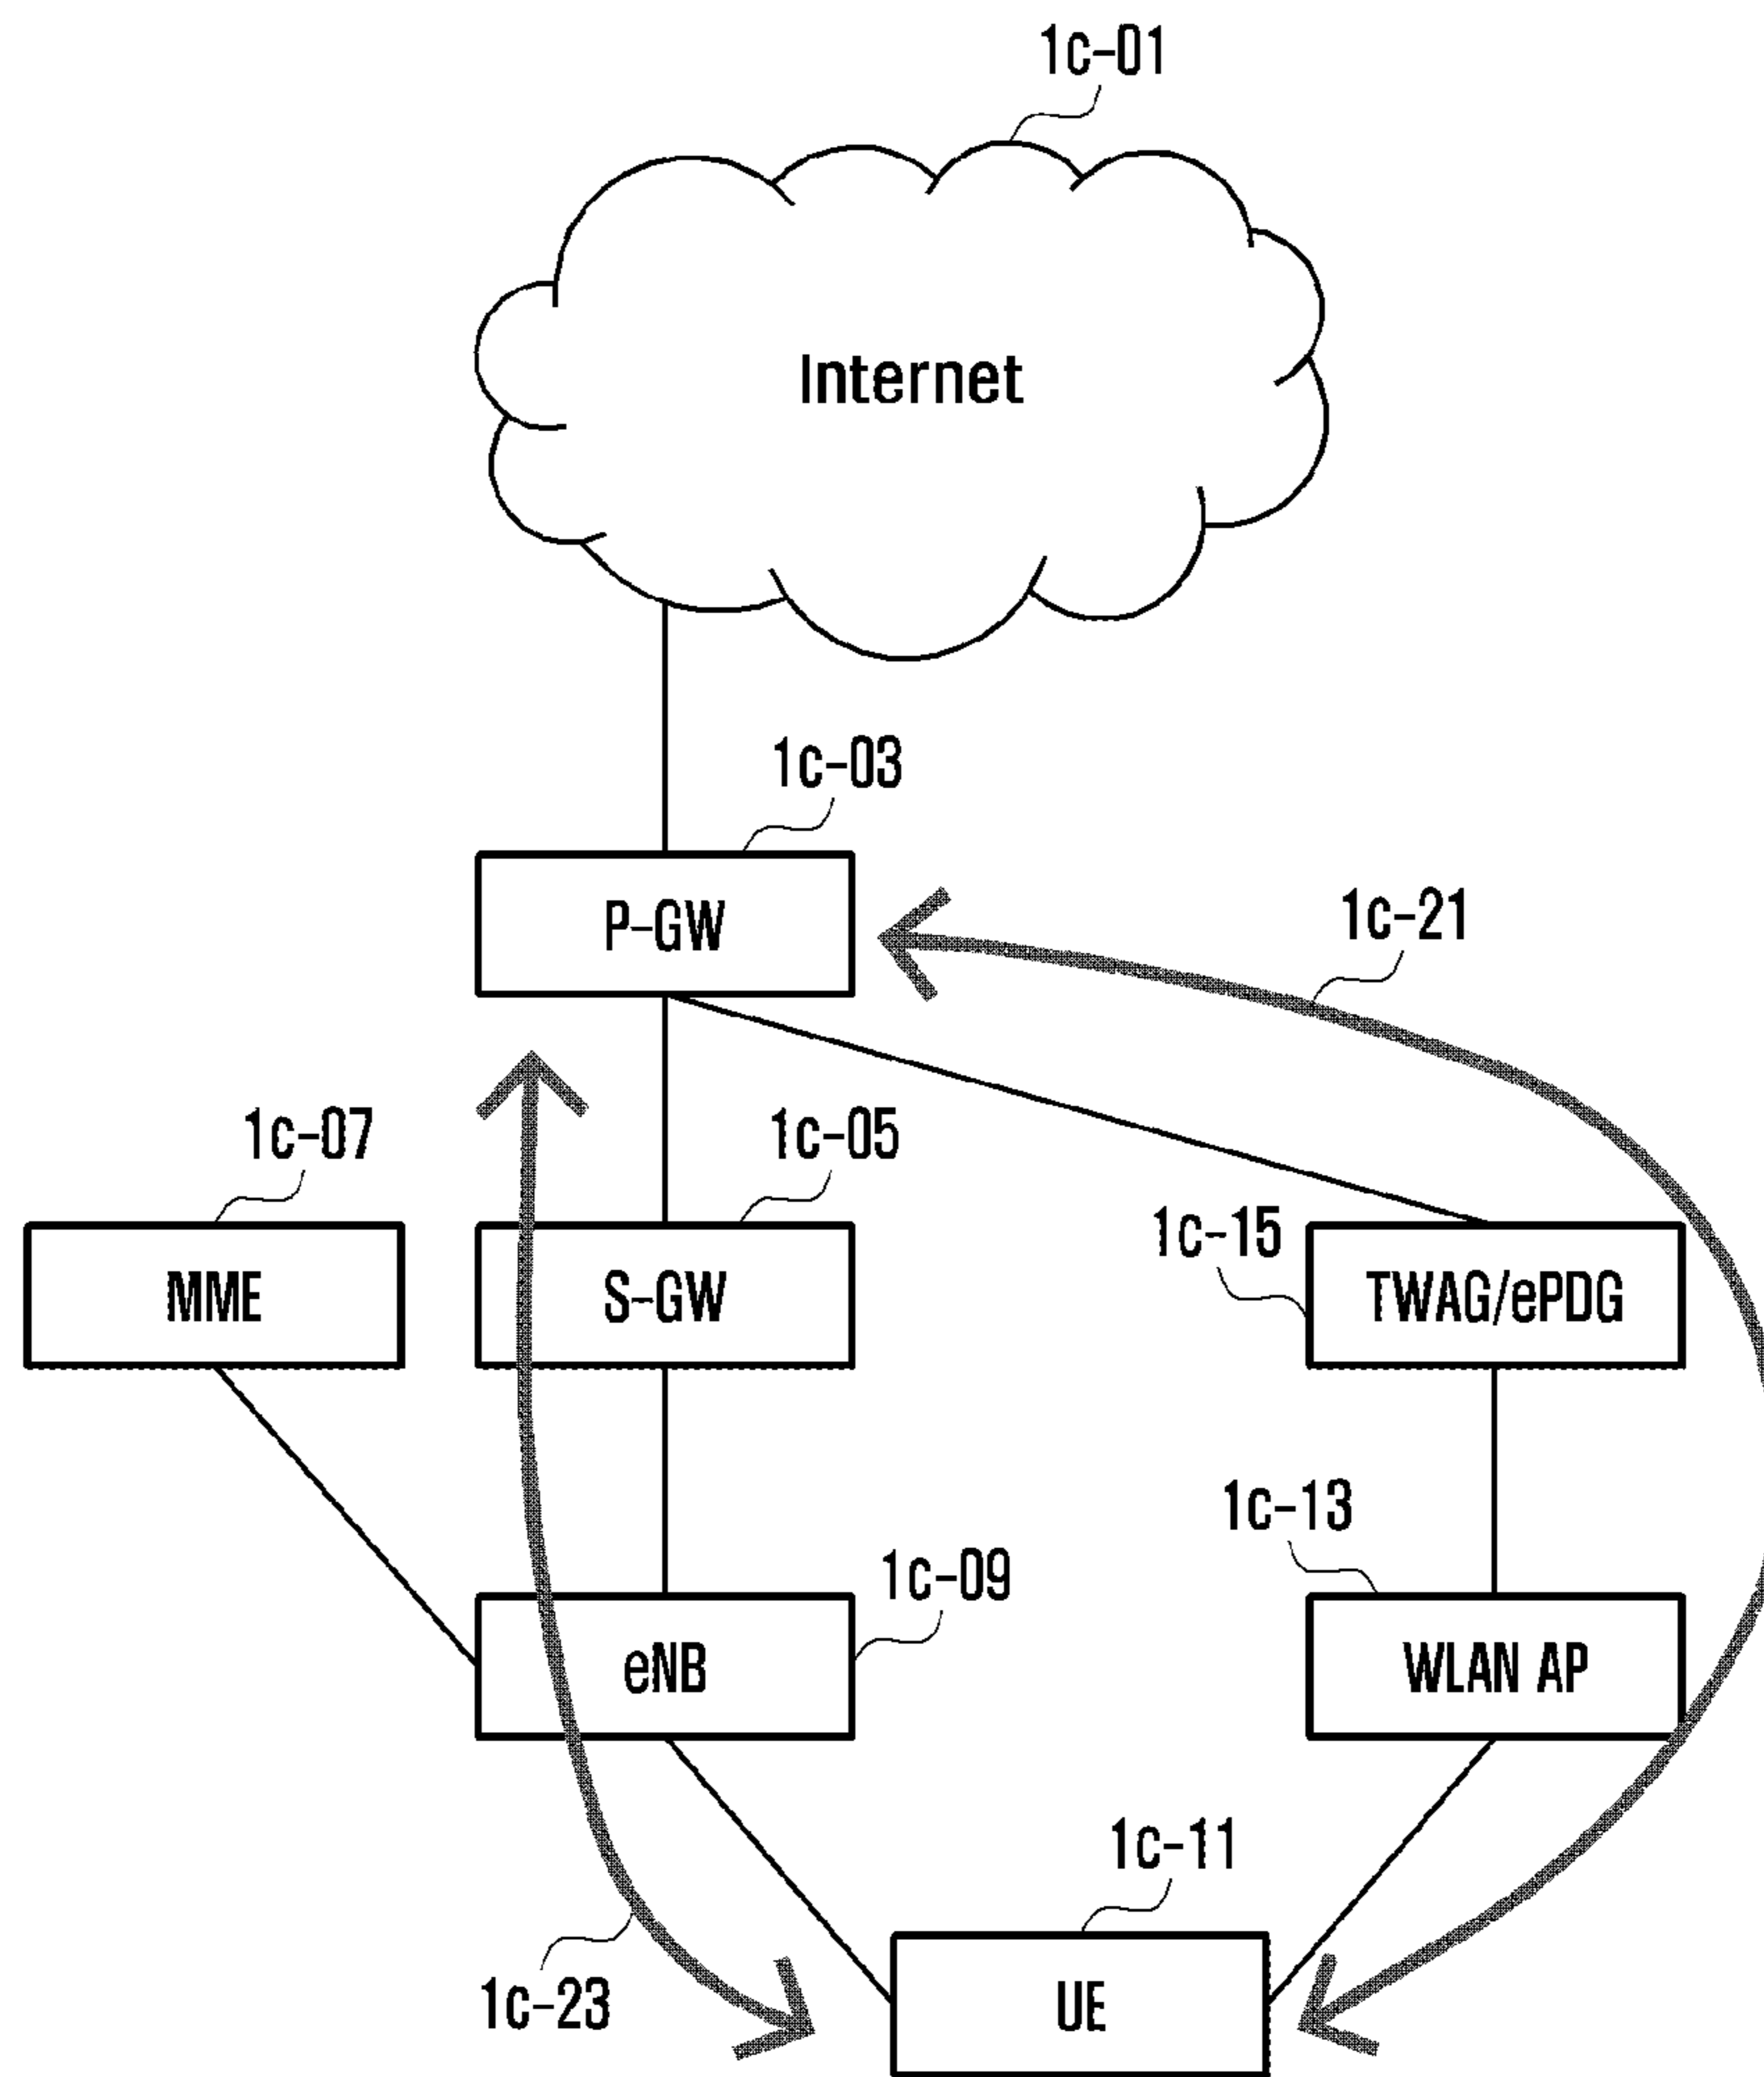 1c-01
Internet
1c-03
P-GW
1c-21
1c-07
1c-05
1c-15
MME
S-GW
TWAG/ePDG
1c-13
1c-09
eNB
WLAN AP
1c-11
1c-23
UE